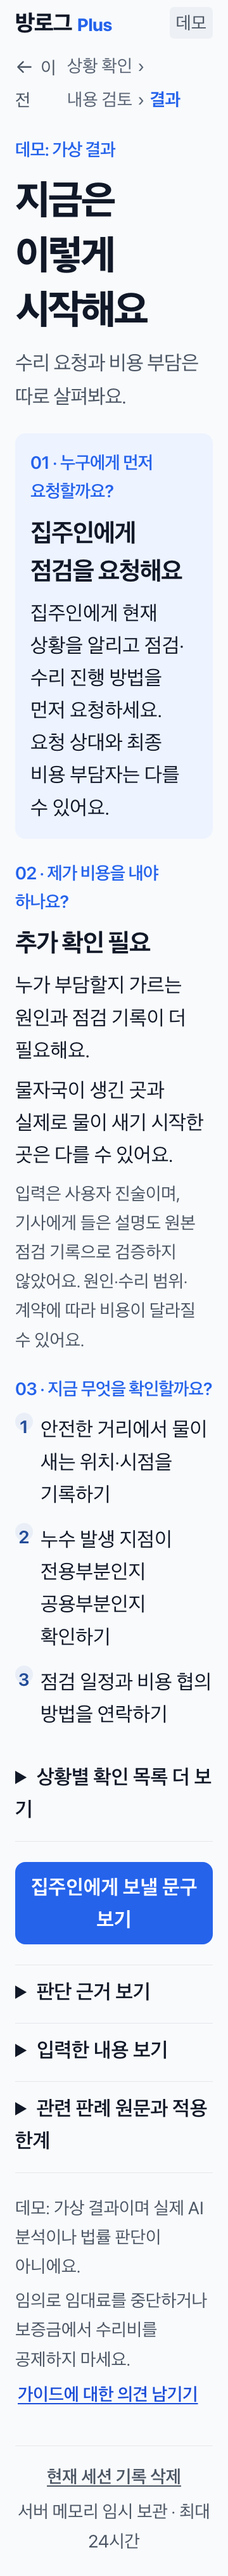 방로그 Plus
데모
← 이전
상황 확인 ›
내용 검토 › 결과
데모: 가상 결과
지금은
이렇게
시작해요
수리 요청과 비용 부담은
따로 살펴봐요.
01 · 누구에게 먼저
요청할까요?
집주인에게
점검을 요청해요
집주인에게 현재
상황을 알리고 점검·
수리 진행 방법을
먼저 요청하세요.
요청 상대와 최종
비용 부담자는 다를
수 있어요.
02 · 제가 비용을 내야
하나요?
추가 확인 필요
누가 부담할지 가르는
원인과 점검 기록이 더
필요해요.
물자국이 생긴 곳과
실제로 물이 새기 시작한
곳은 다를 수 있어요.
입력은 사용자 진술이며,
기사에게 들은 설명도 원본
점검 기록으로 검증하지
않았어요. 원인·수리 범위·
계약에 따라 비용이 달라질
수 있어요.
03 · 지금 무엇을 확인할까요?
1 안전한 거리에서 물이
새는 위치·시점을
기록하기
2 누수 발생 지점이
전용부분인지
공용부분인지
확인하기
3 점검 일정과 비용 협의
방법을 연락하기
▶ 상황별 확인 목록 더 보
기
집주인에게 보낼 문구
보기
▶ 판단 근거 보기
▶ 입력한 내용 보기
▶ 관련 판례 원문과 적용
한계
데모: 가상 결과이며 실제 AI
분석이나 법률 판단이
아니에요.
임의로 임대료를 중단하거나
보증금에서 수리비를
공제하지 마세요.
가이드에 대한 의견 남기기
현재 세션 기록 삭제
서버 메모리 임시 보관 · 최대
24시간